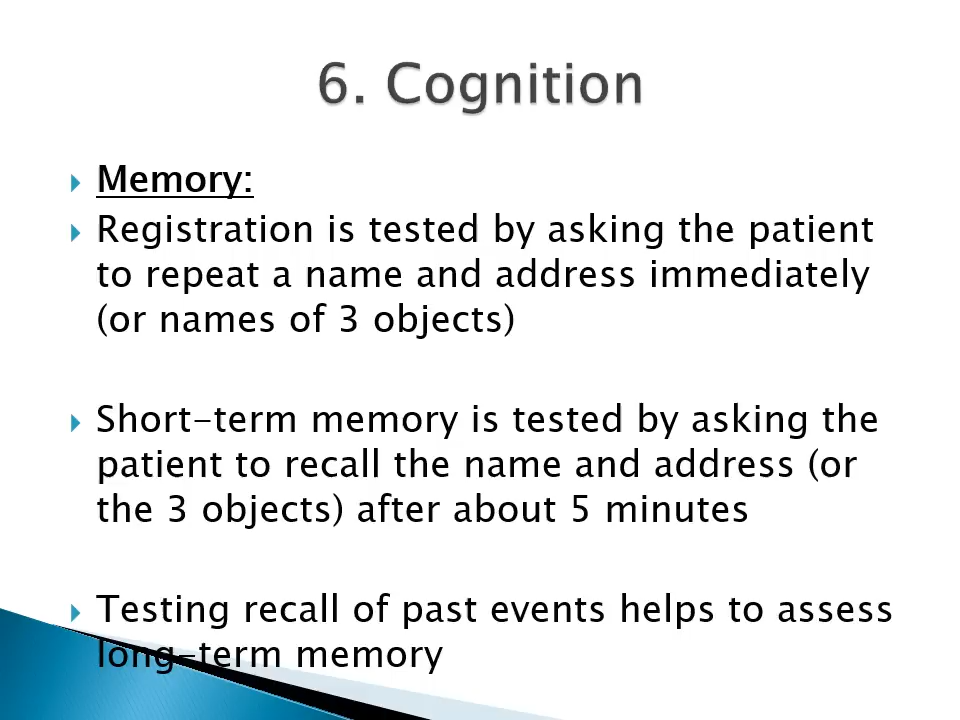 6. Cognition
Memory:
Registration is tested by asking the patient
to repeat a name and address immediately
(or names of 3 objects)
Short-term memory is tested by asking the
patient to recall the name and address (or
the 3 objects) after about 5 minutes
Testing recall of past events helps to assess
long-term memory